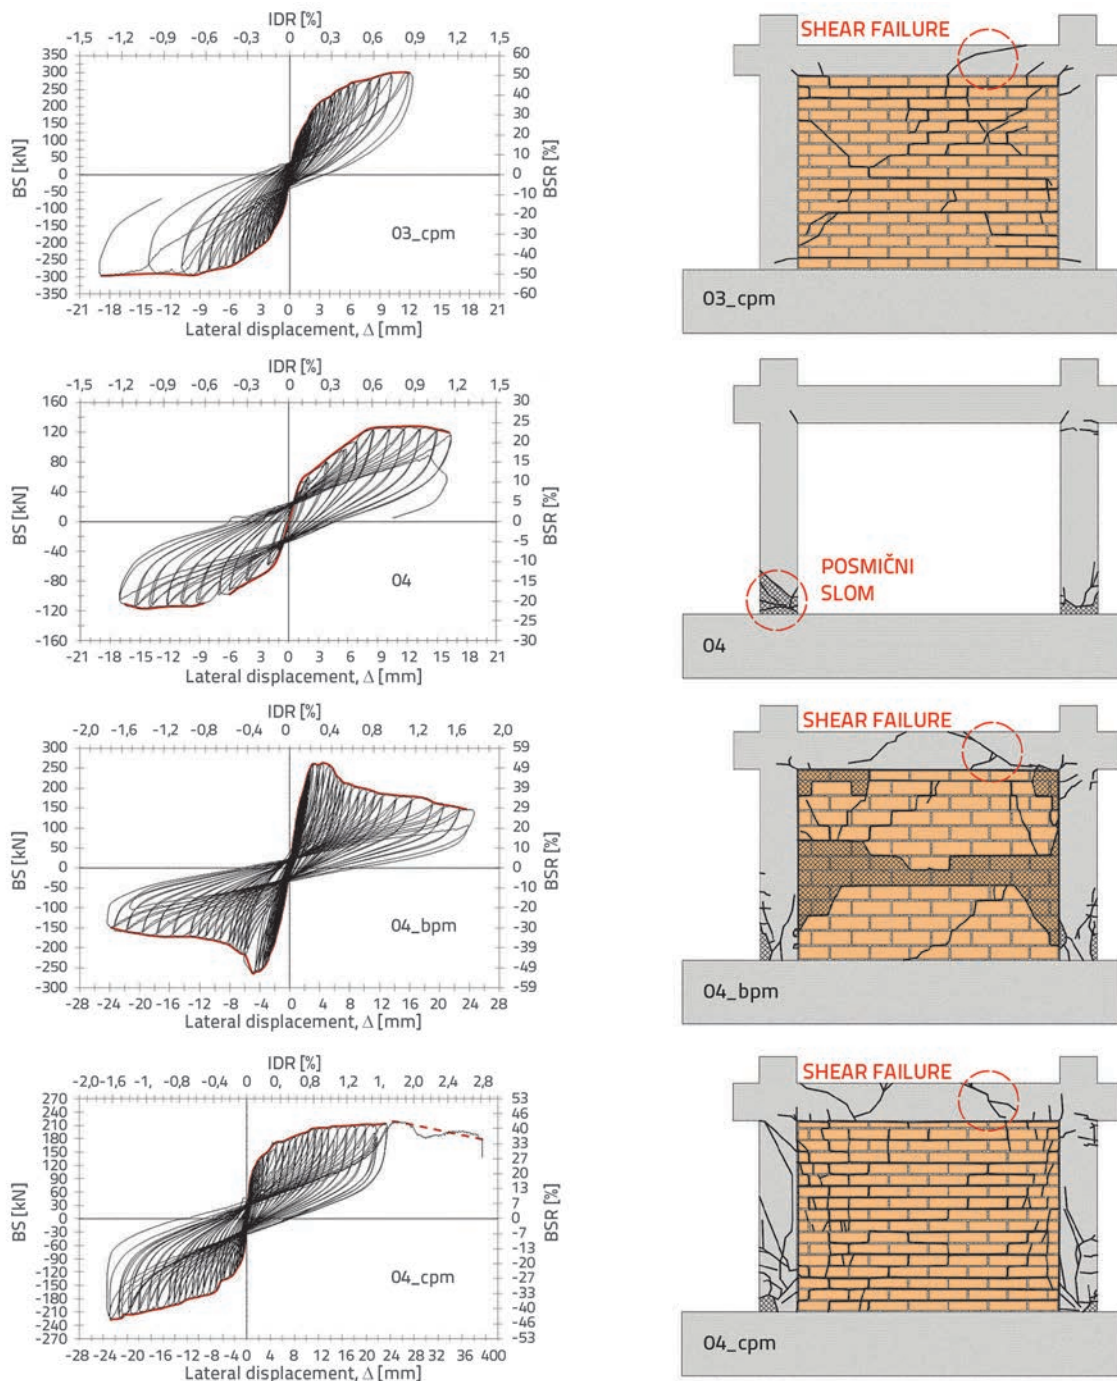 IDR [%]
-1,5 -1,2 -0,9 -0,6 -0,3 0 0,3 0,6 0,9 1,2 1,5
350 300 250 200 150 100 50 0 -50 -100 150 -200 -250 -300 350
BS [kN]
60 50 40 30 20 10 0 -10 -20 -30 -40 -50 -60
BSR [%]
03_cpm
-21 -18 -15 -12 -9 -6 -3 0 3 6 9 12 15 18 21
Lateral displacement, Δ [mm]
SHEAR FAILURE
03_cpm
IDR [%]
-1,5 -1,2 -0,9 -0,6 -0,3 0 0,3 0,6 0,9 1,2 1,5
160 120 80 40 0 -40 -80 -120 -160
BS [kN]
30 25 20 15 10 5 0 -5 -10 -15 -20 -25 -30
BSR [%]
04
-21 -18 -15 -12 -9 -6 -3 0 3 6 9 12 15 18 21
Lateral displacement, Δ [mm]
POSMIČNI
SLOM
04
IDR [%]
-2,0 -1,6 -1,2 -0,8 -0,4 0 0,4 0,8 1,2 1,6 2,0
300 250 200 150 100 50 0 -50 -100 -150 200 -250 300
BS [kN]
59 49 39 29 20 10 0 -10 -20 -30 -39 -49 -59
BSR [%]
04_bpm
-28 -24 -20 -16 -12 -8 -4 0 4 8 12 16 20 24 28
Lateral displacement, Δ [mm]
SHEAR FAILURE
04_bpm
IDR [%]
-2,0 -1,6 -1, -0,8 -0,4 0 0, 0,8 1,2 1, 2,0 2,4 2,8
270 240 210 180 150 120 90 60 30 0 -30 -60 -90 -120 -150 -180 -210 -240 -270
BS [kN]
53 46 40 33 27 20 13 7 0 -7 -13 -20 -27 -33 -40 -46 -53
BSR [%]
04_cpm
-28 -24 -20 -16 -12 -8 -4 0 4 8 12 16 20 24 28 32 36 400
Lateral displacement, Δ [mm]
SHEAR FAILURE
04_cpm